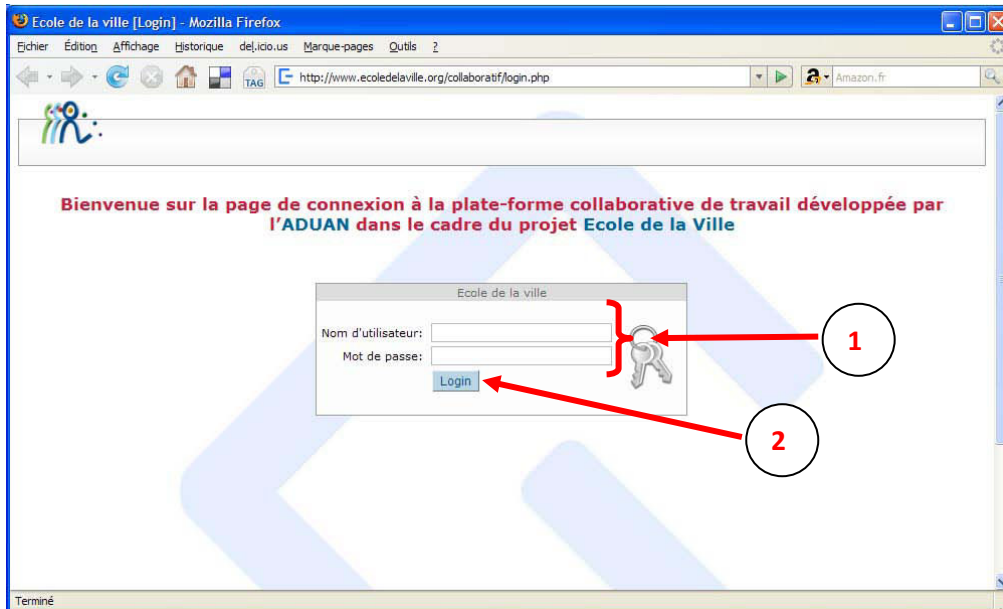 Ecole de la ville [Login] - Mozilla Firefox
Fichier Édition Affichage Historique del.icio.us Marque-pages Outils ?
TAG http://www.ecoledelaville.org/collaboratif/login.php Amazon.fr
Bienvenue sur la page de connexion à la plate-forme collaborative de travail développée par
l'ADUAN dans le cadre du projet Ecole de la Ville
Ecole de la ville
Nom d'utilisateur:
1
Mot de passe:
Login
2
Terminé